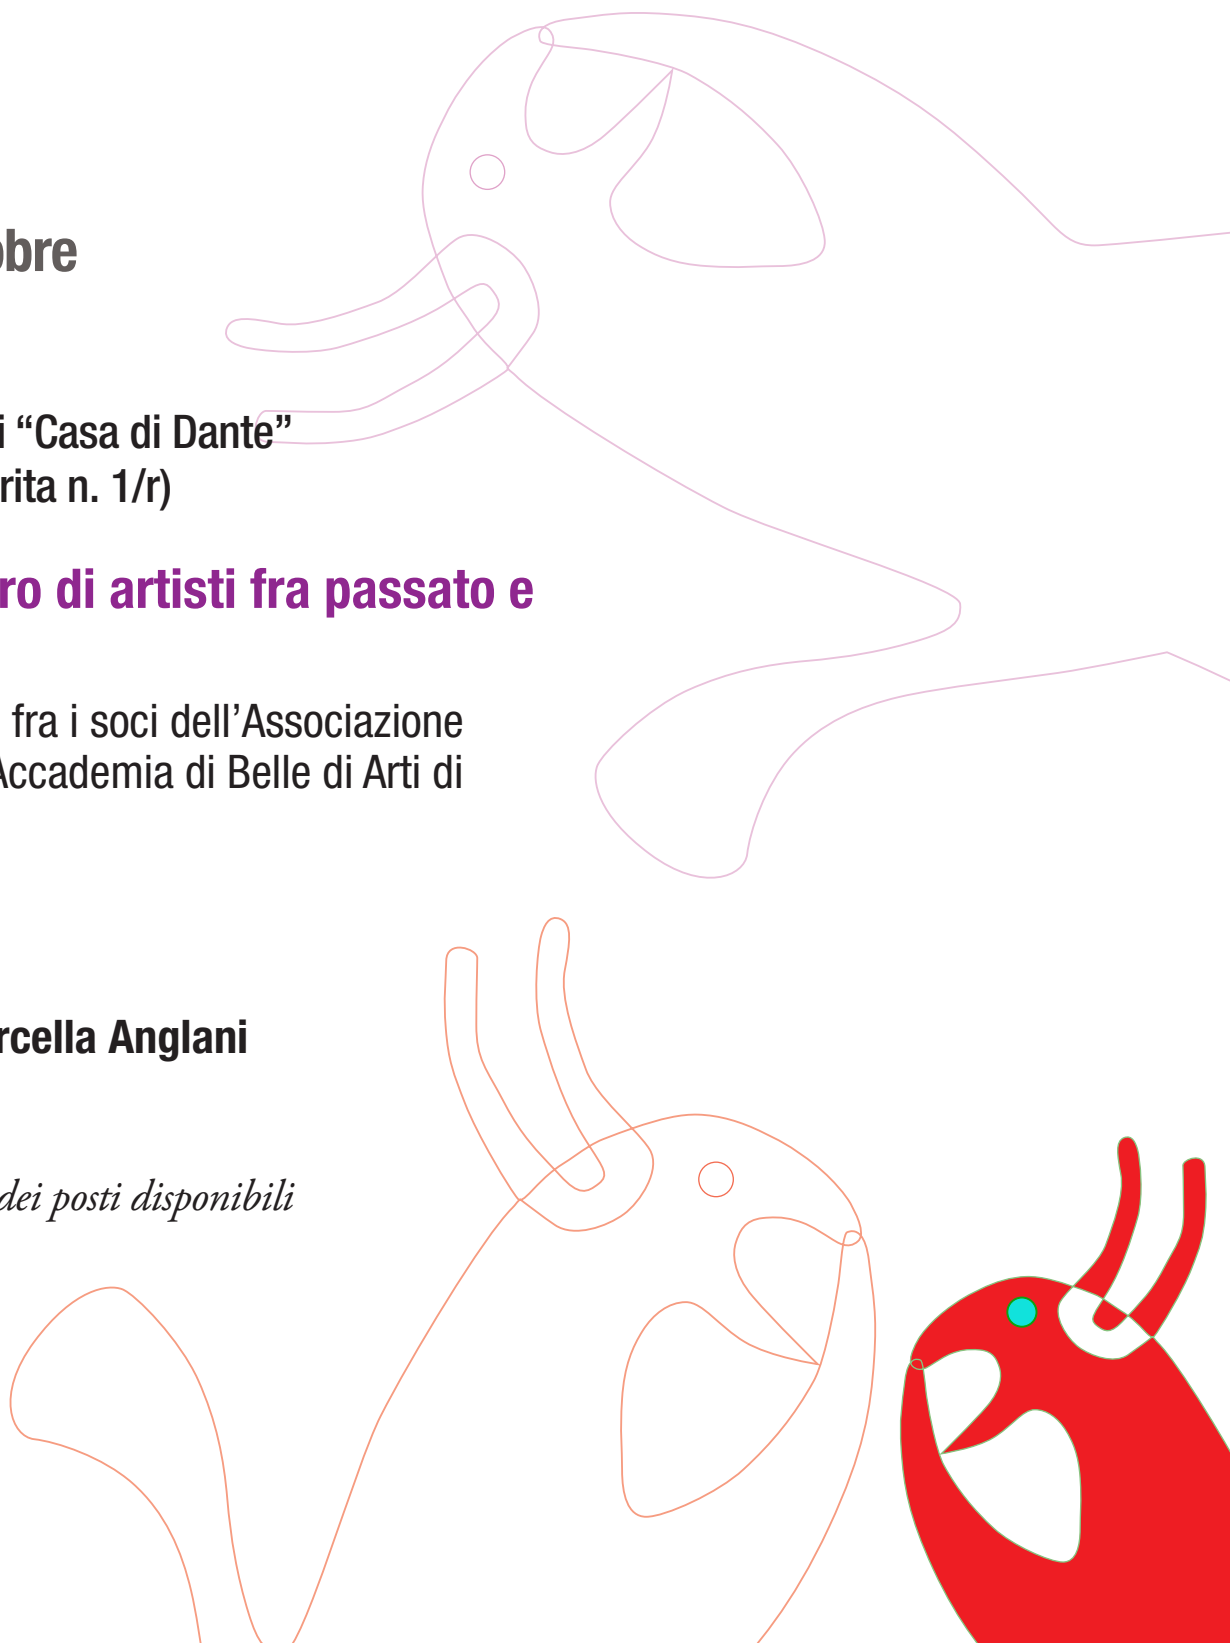 obre
i “Casa di Dante”
rita n. 1/r)
ro di artisti fra passato e
fra i soci dell’Associazione
Accademia di Belle di Arti di
rcella Anglani
dei posti disponibili